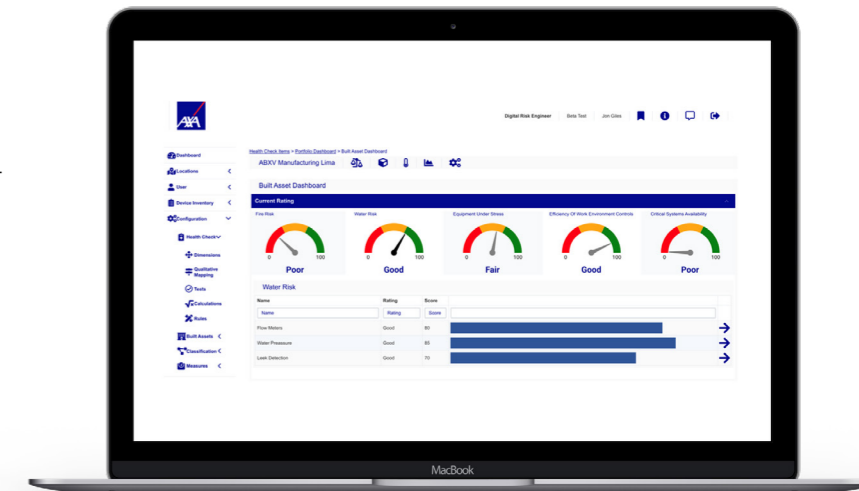 AXA
Digital Risk Engineer Beta Test Jon Giles
Dashboard
Locations
User
Device Inventory
Configuration
Health Check
Dimensions
Qualitative
Mapping
Tests
Calculations
Rules
Built Assets
Classification
Measures
Health Check Items > Portfolio Dashboard > Built Asset Dashboard
ABXV Manufacturing Lima
Built Asset Dashboard
Current Rating
Fire Risk Water Risk Equipment Under Stress Efficiency Of Work Environment Controls Critical Systems Availability
0 100 0 100 0 100 0 100 0 100
Poor Good Fair Good Poor
Water Risk
Name Rating Score
Name Rating Score
Flow Meters Good 80
Water Preassure Good 85
Leak Detection Good 70
MacBook